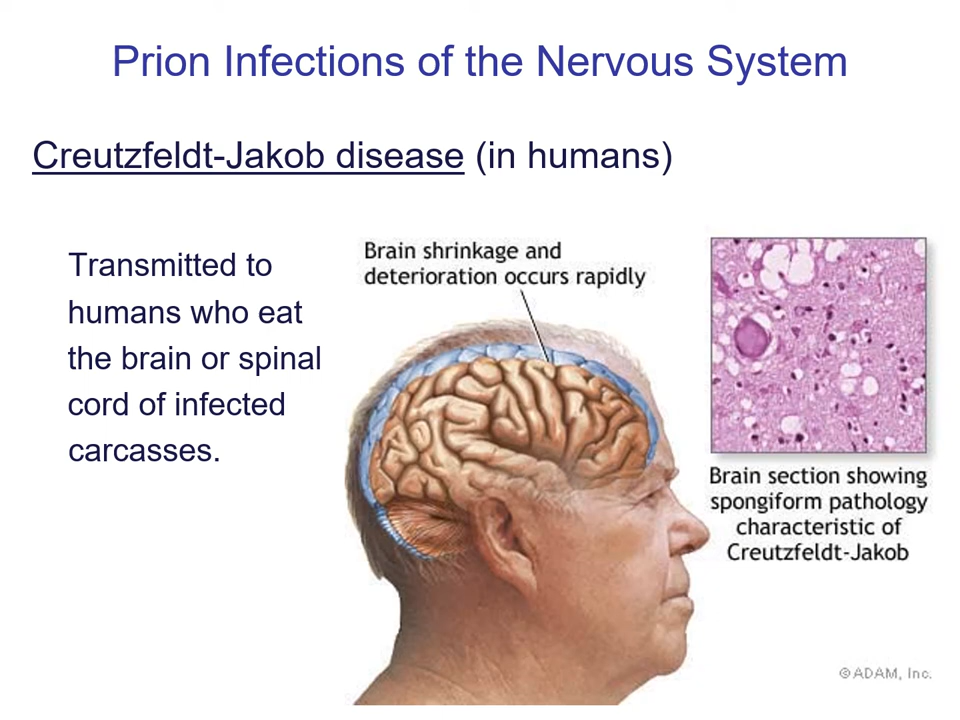 Prion Infections of the Nervous System
Creutzfeldt-Jakob disease (in humans)
Transmitted to
humans who eat
the brain or spinal
cord of infected
carcasses.
Brain shrinkage and
deterioration occurs rapidly
Brain section showing
spongiform pathology
characteristic of
Creutzfeldt-Jakob
©ADAM, Inc.